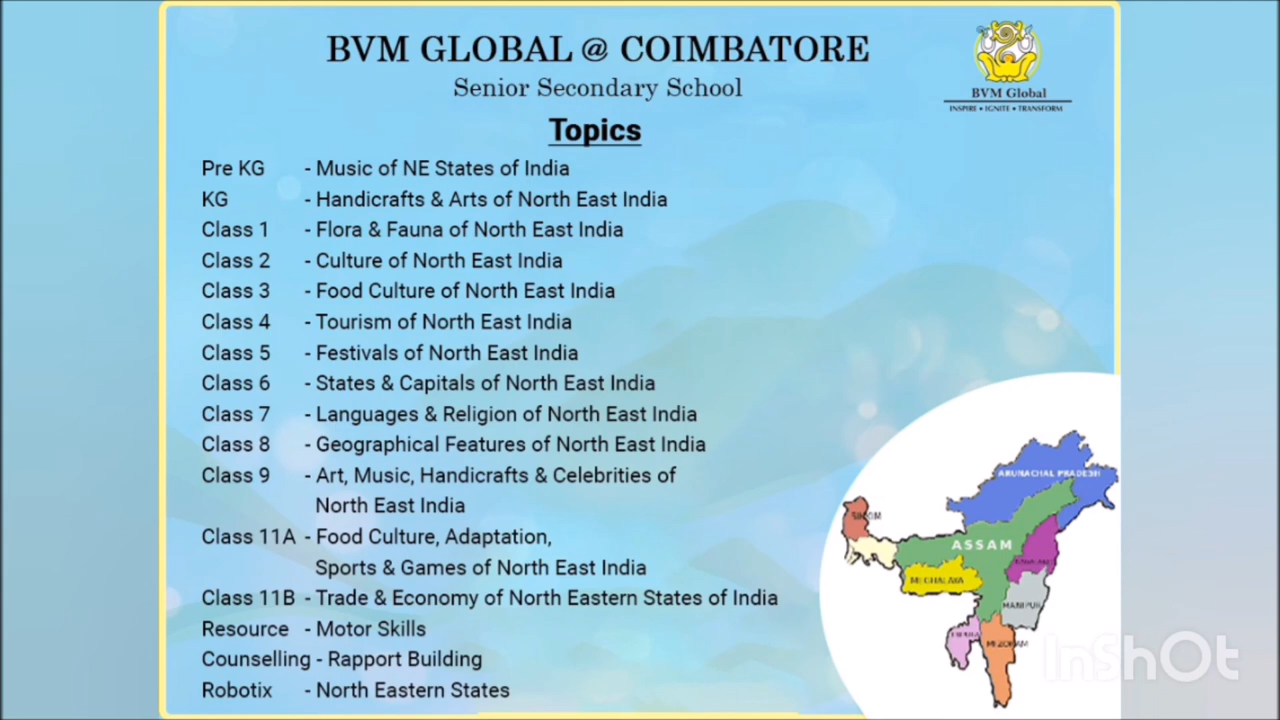 BVM GLOBAL @ COIMBATORE
Senior Secondary School
BVM Global
INSPIRE • IGNITE • TRANSFORM
Topics
Pre KG - Music of NE States of India
KG - Handicrafts & Arts of North East India
Class 1 - Flora & Fauna of North East India
Class 2 - Culture of North East India
Class 3 - Food Culture of North East India
Class 4 - Tourism of North East India
Class 5 - Festivals of North East India
Class 6 - States & Capitals of North East India
Class 7 - Languages & Religion of North East India
Class 8 - Geographical Features of North East India
Class 9 - Art, Music, Handicrafts & Celebrities of
North East India
Class 11A - Food Culture, Adaptation,
Sports & Games of North East India
Class 11B - Trade & Economy of North Eastern States of India
Resource - Motor Skills
Counselling - Rapport Building
Robotix - North Eastern States
ARUNACHAL PRADESH
SIKKIM
ASSAM
MEGHALAYA
MANIPUR
TRIPURA
MIZORAM
InShOt